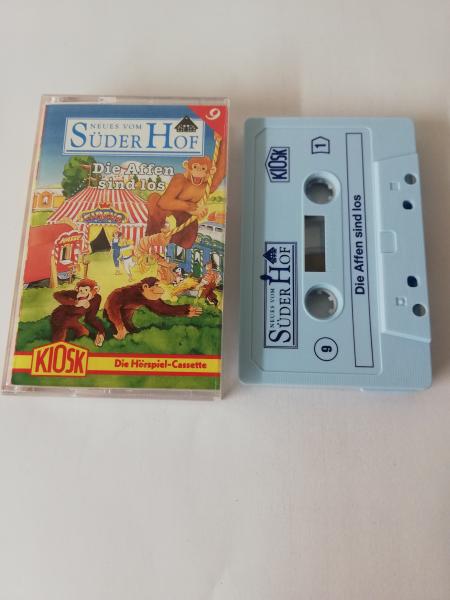 9
NEUES VOM
SÜDER HOF
Die Affen
sind los
CIRCUS
KIOSK
Die Hörspiel-Cassette
KIOSK
1
NEUES VOM
SÜDER HOF
Die Affen sind los
9